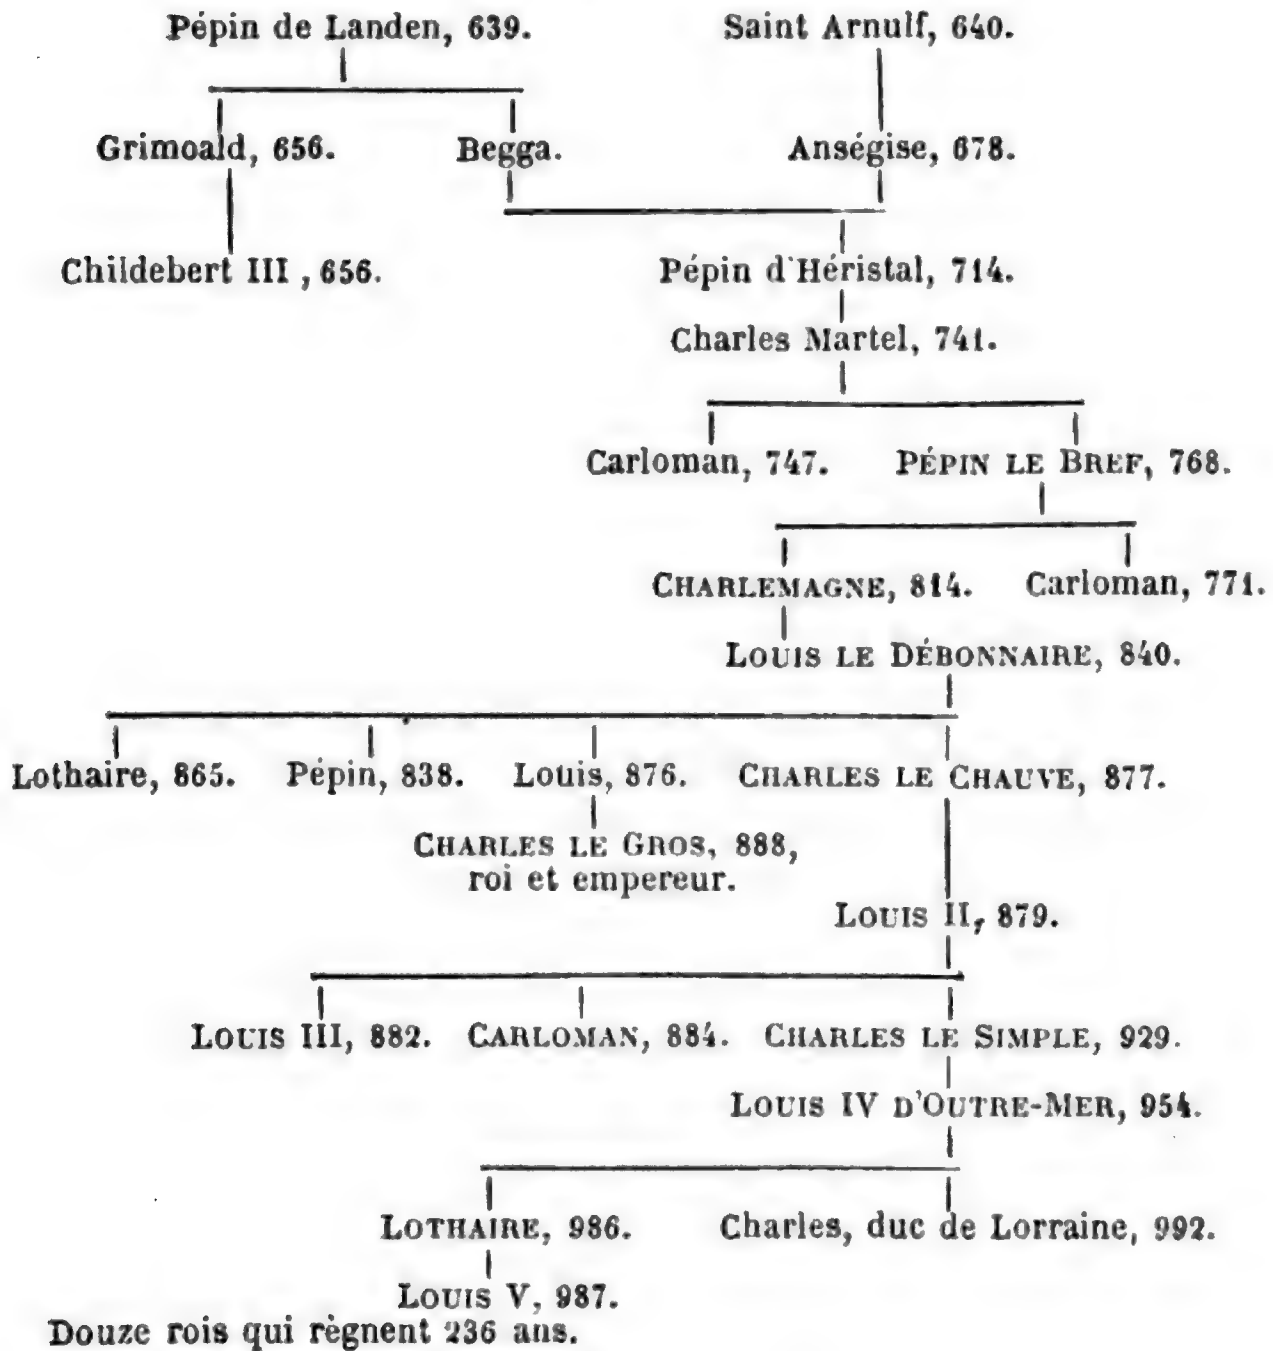 Pépin de Landen, 639. Saint Arnulf, 640.
Grimoald, 656. Begga. Anségise, 678.
Childebert III, 656. Pépin d'Héristal, 714.
Charles Martel, 741.
Carloman, 747. PÉPIN LE BREF, 768.
CHARLEMAGNE, 814. Carloman, 771.
LOUIS LE DÉBONNAIRE, 840.
Lothaire, 865. Pépin, 838. Louis, 876. CHARLES LE CHAUVE, 877.
CHARLES LE GROS, 888,
roi et empereur.
LOUIS II, 879.
LOUIS III, 882. CARLOMAN, 884. CHARLES LE SIMPLE, 929.
LOUIS IV D'OUTRE-MER, 954.
LOTHAIRE, 986. Charles, duc de Lorraine, 992.
LOUIS V, 987.
Douze rois qui règnent 236 ans.